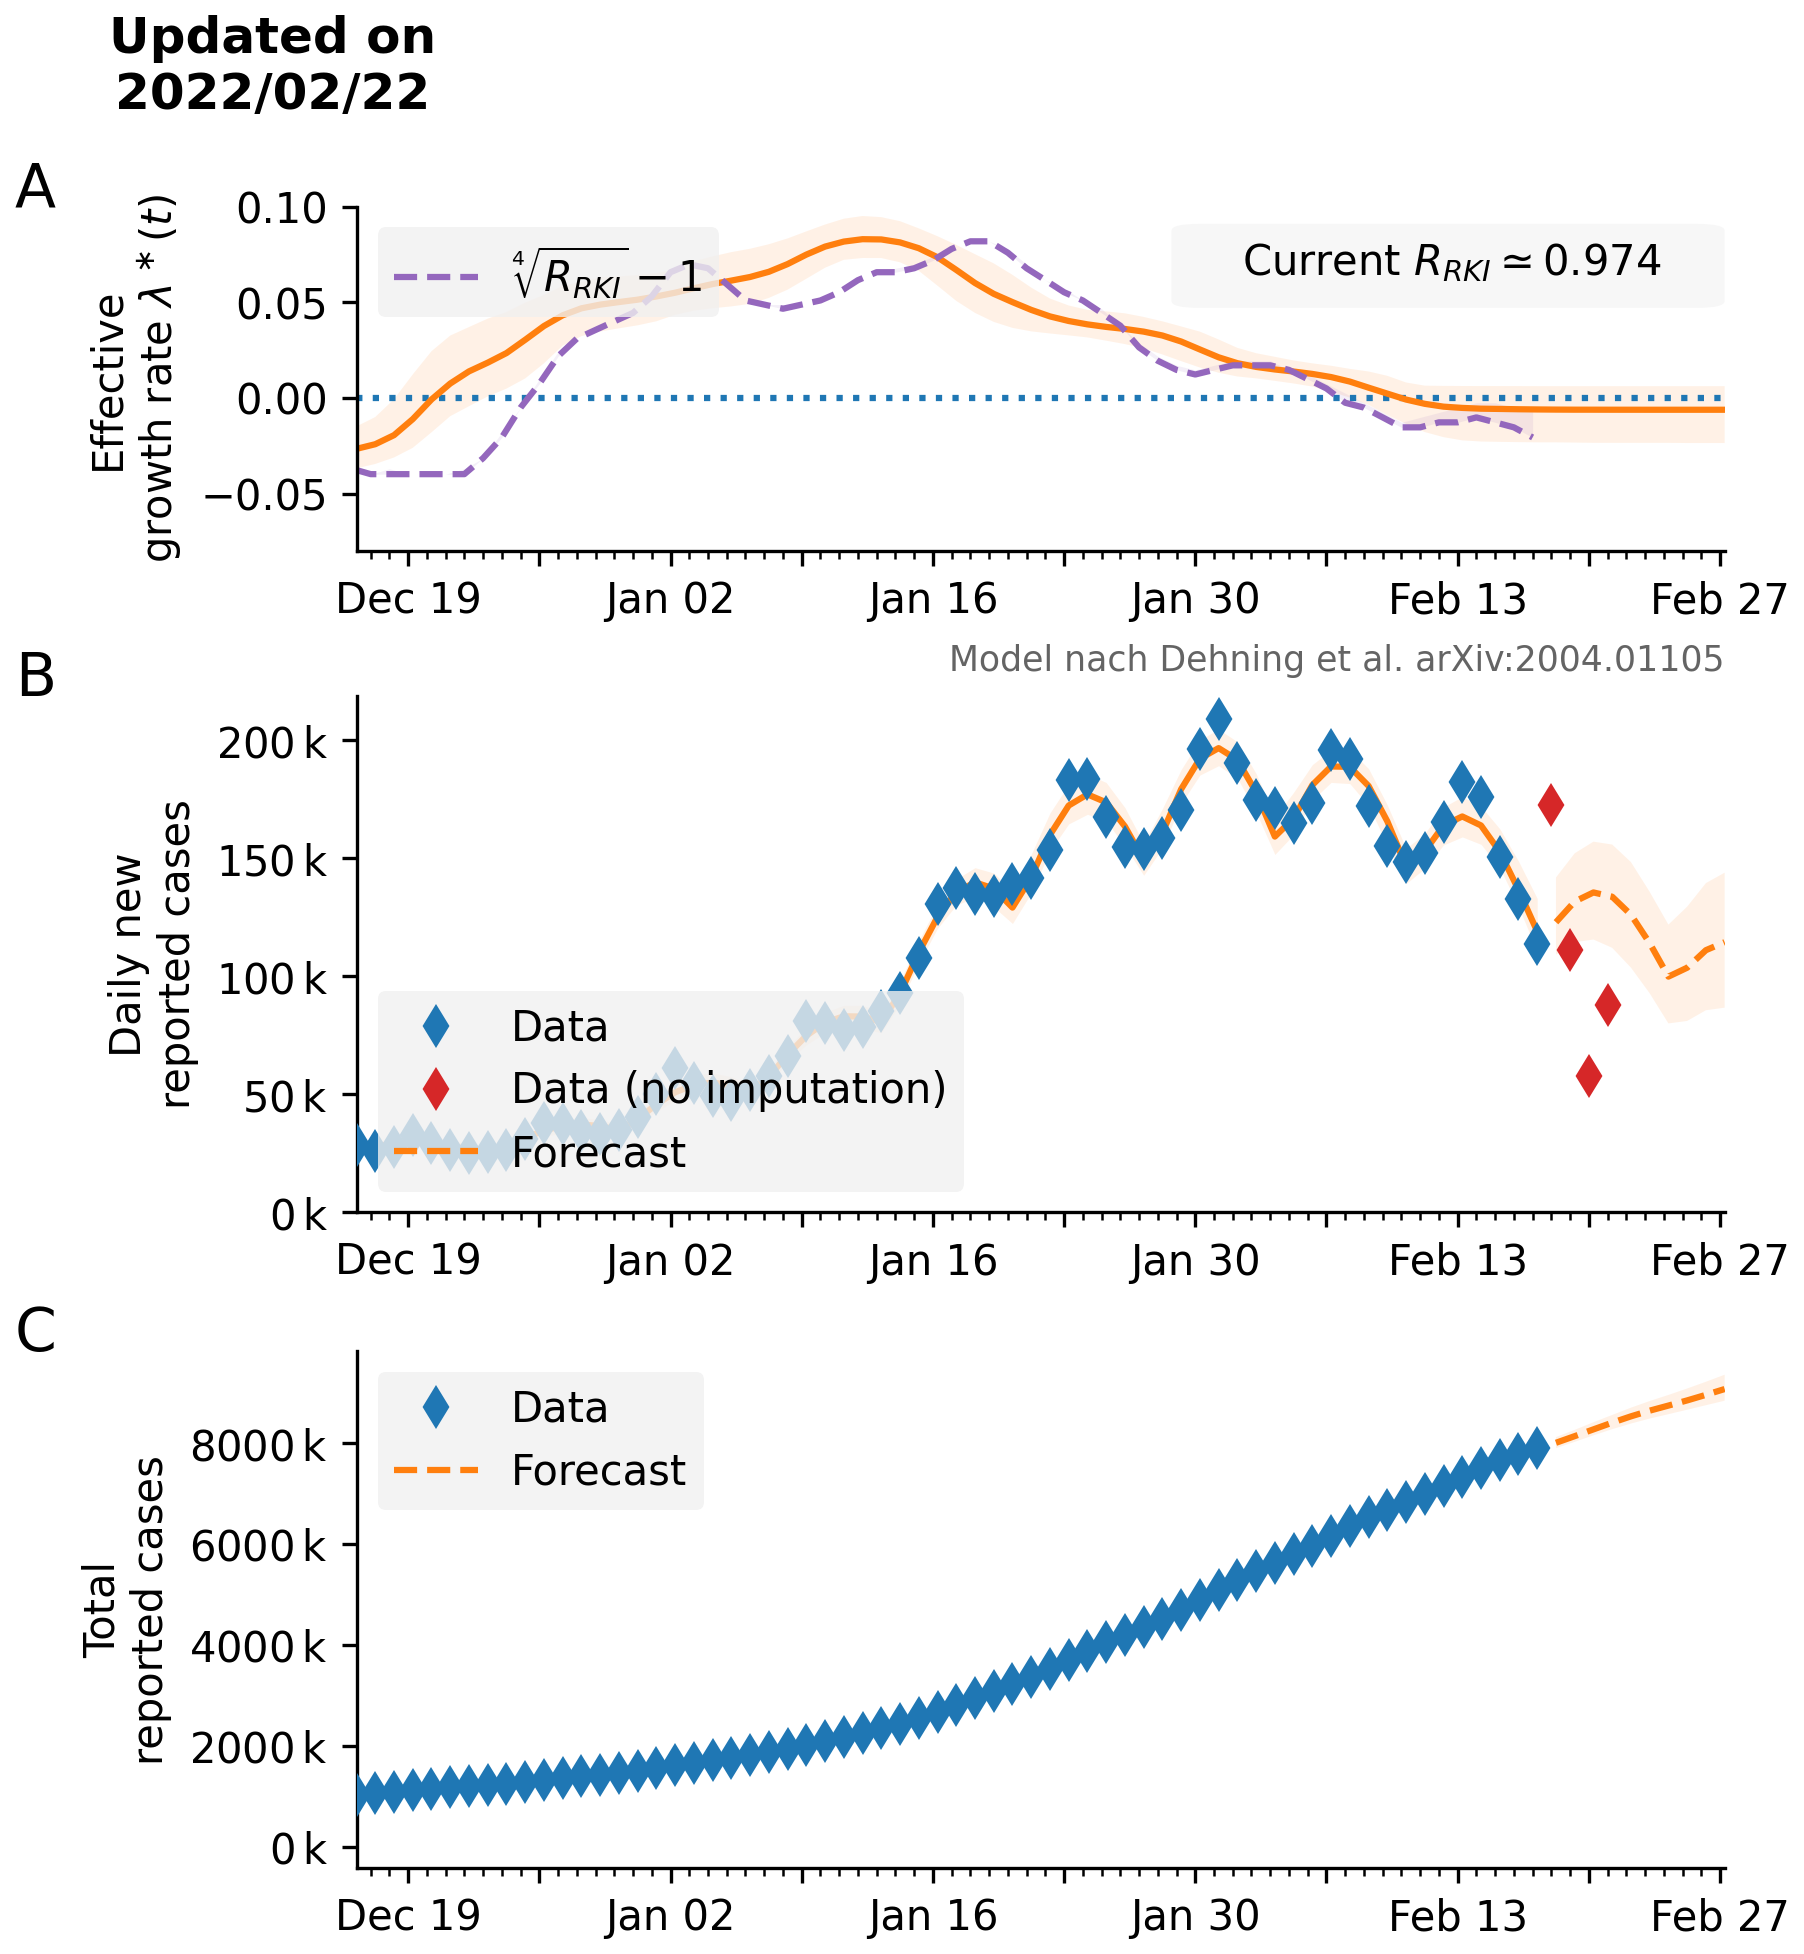 Updated on
2022/02/22
A
Effective
growth rate λ * (t)
0.10
0.05
0.00
−0.05
∜R_RKI − 1
Current R_RKI ≃ 0.974
Dec 19 Jan 02 Jan 16 Jan 30 Feb 13 Feb 27
Model nach Dehning et al. arXiv:2004.01105
B
Daily new
reported cases
200 k
150 k
100 k
50 k
0 k
Data
Data (no imputation)
Forecast
Dec 19 Jan 02 Jan 16 Jan 30 Feb 13 Feb 27
C
Total
reported cases
8000 k
6000 k
4000 k
2000 k
0 k
Data
Forecast
Dec 19 Jan 02 Jan 16 Jan 30 Feb 13 Feb 27